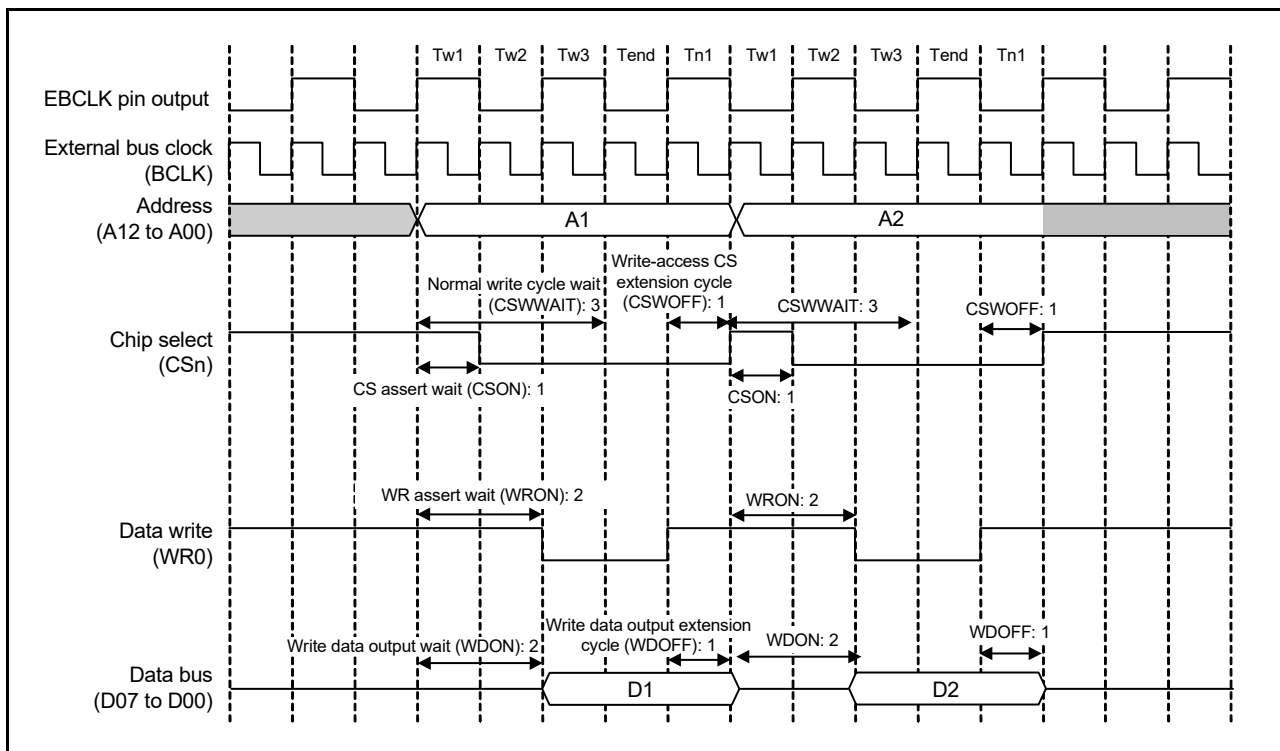 Tw1 Tw2 Tw3 Tend Tn1 Tw1 Tw2 Tw3 Tend Tn1
EBCLK pin output
External bus clock
(BCLK)
Address
(A12 to A00)
A1 A2
Normal write cycle wait
(CSWWAIT): 3
Write-access CS
extension cycle
(CSWOFF): 1
CSWWAIT: 3
CSWOFF: 1
Chip select
(CSn)
CS assert wait (CSON): 1
CSON: 1
WR assert wait (WRON): 2
WRON: 2
Data write
(WR0)
Write data output wait (WDON): 2
Write data output extension
cycle (WDOFF): 1
WDON: 2
WDOFF: 1
Data bus
(D07 to D00)
D1 D2